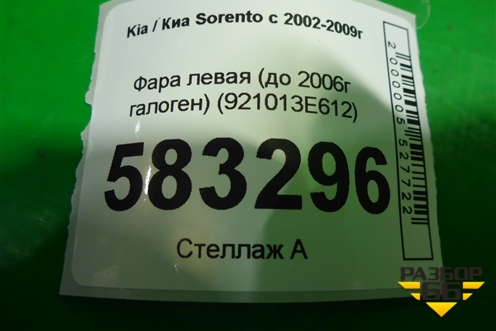 Kia / Киа Sorento с 2002-2009г
Фара левая (до 2006г
галоген) (921013E612)
583296
Стеллаж А
2000005527722
РАЗБОР
66